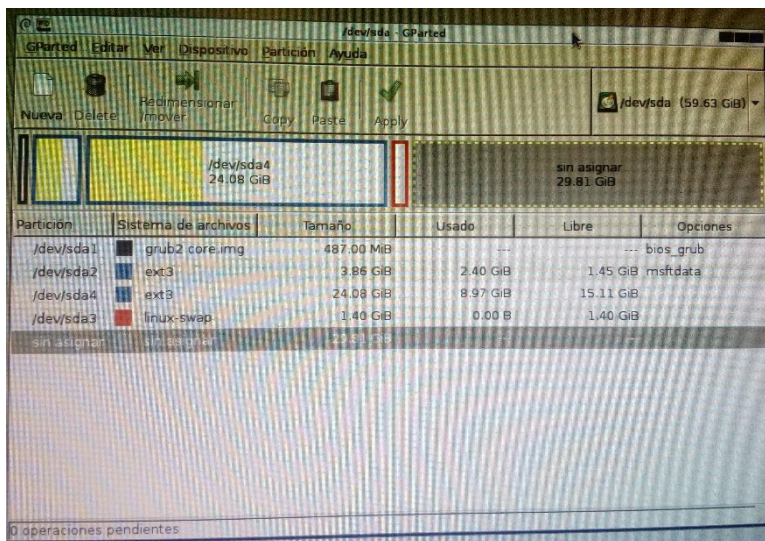 /dev/sda - GParted
GParted Editar Ver Dispositivo Partición Ayuda
Nueva Delete Redimensionar/mover Copy Paste Apply /dev/sda (59.63 GiB)
/dev/sda4
24.08 GiB
sin asignar
29.81 GiB
Partición Sistema de archivos Tamaño Usado Libre Opciones
/dev/sda1 grub2 core.img 487.00 MiB --- --- bios_grub
/dev/sda2 ext3 3.86 GiB 2.40 GiB 1.45 GiB msftdata
/dev/sda4 ext3 24.08 GiB 8.97 GiB 15.11 GiB
/dev/sda3 linux-swap 1.40 GiB 0.00 B 1.40 GiB
sin asignar sin asignar 29.81 GiB --- ---
0 operaciones pendientes